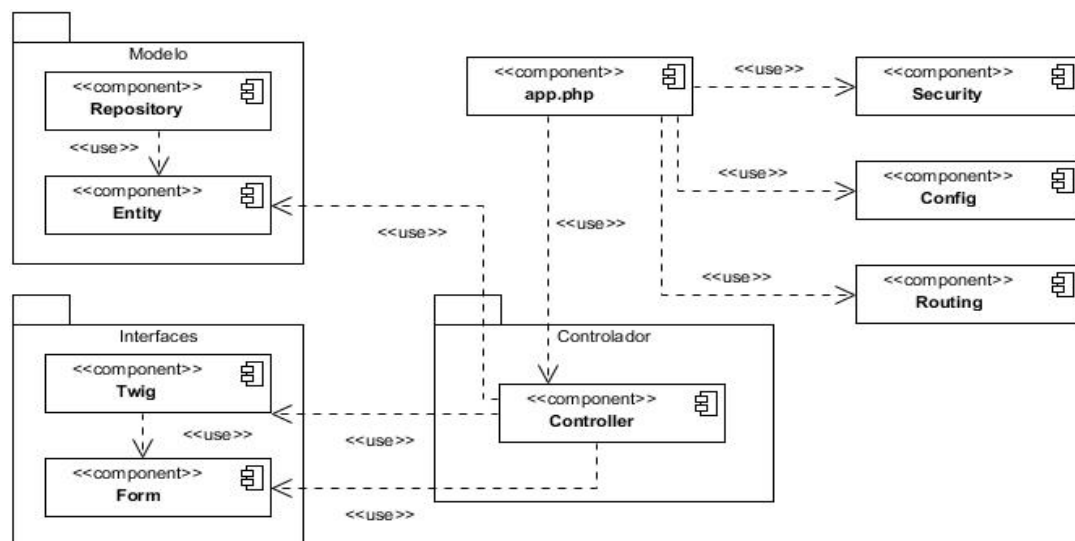 Modelo
<<component>>
Repository
<<use>>
<<component>>
Entity
<<component>>
app.php
<<use>>
<<component>>
Security
<<use>>
<<component>>
Config
<<use>>
<<component>>
Routing
<<use>>
<<use>>
Interfaces
<<component>>
Twig
<<use>>
<<component>>
Form
Controlador
<<component>>
Controller
<<use>>
<<use>>